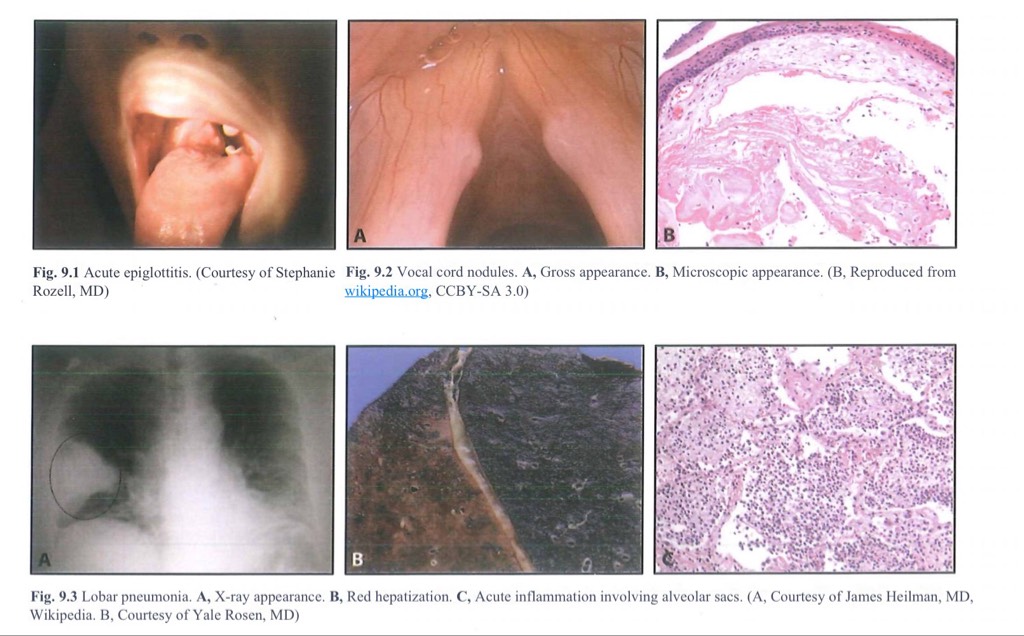 A
B
Fig. 9.1 Acute epiglottitis. (Courtesy of Stephanie
Rozell, MD)
Fig. 9.2 Vocal cord nodules. A, Gross appearance. B, Microscopic appearance. (B, Reproduced from
wikipedia.org, CCBY-SA 3.0)
A
B
C
Fig. 9.3 Lobar pneumonia. A, X-ray appearance. B, Red hepatization. C, Acute inflammation involving alveolar sacs. (A, Courtesy of James Heilman, MD,
Wikipedia. B, Courtesy of Yale Rosen, MD)